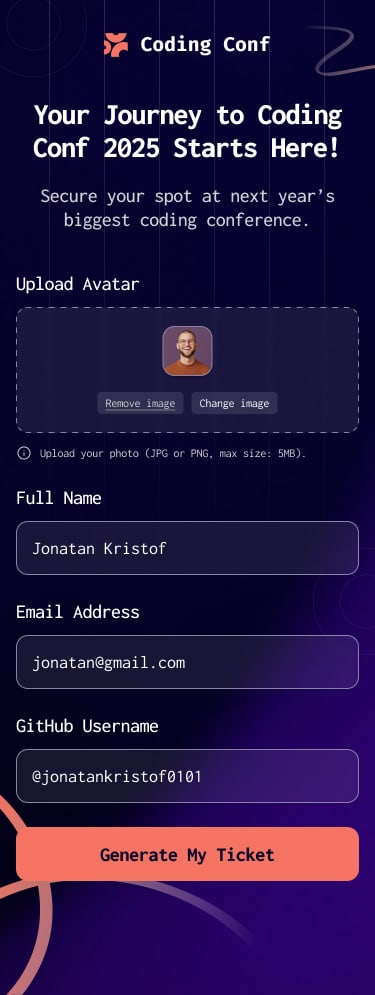 Coding Conf
Your Journey to Coding
Conf 2025 Starts Here!
Secure your spot at next year’s
biggest coding conference.
Upload Avatar
Remove image
Change image
Upload your photo (JPG or PNG, max size: 5MB).
Full Name
Jonatan Kristof
Email Address
jonatan@gmail.com
GitHub Username
@jonatankristof0101
Generate My Ticket